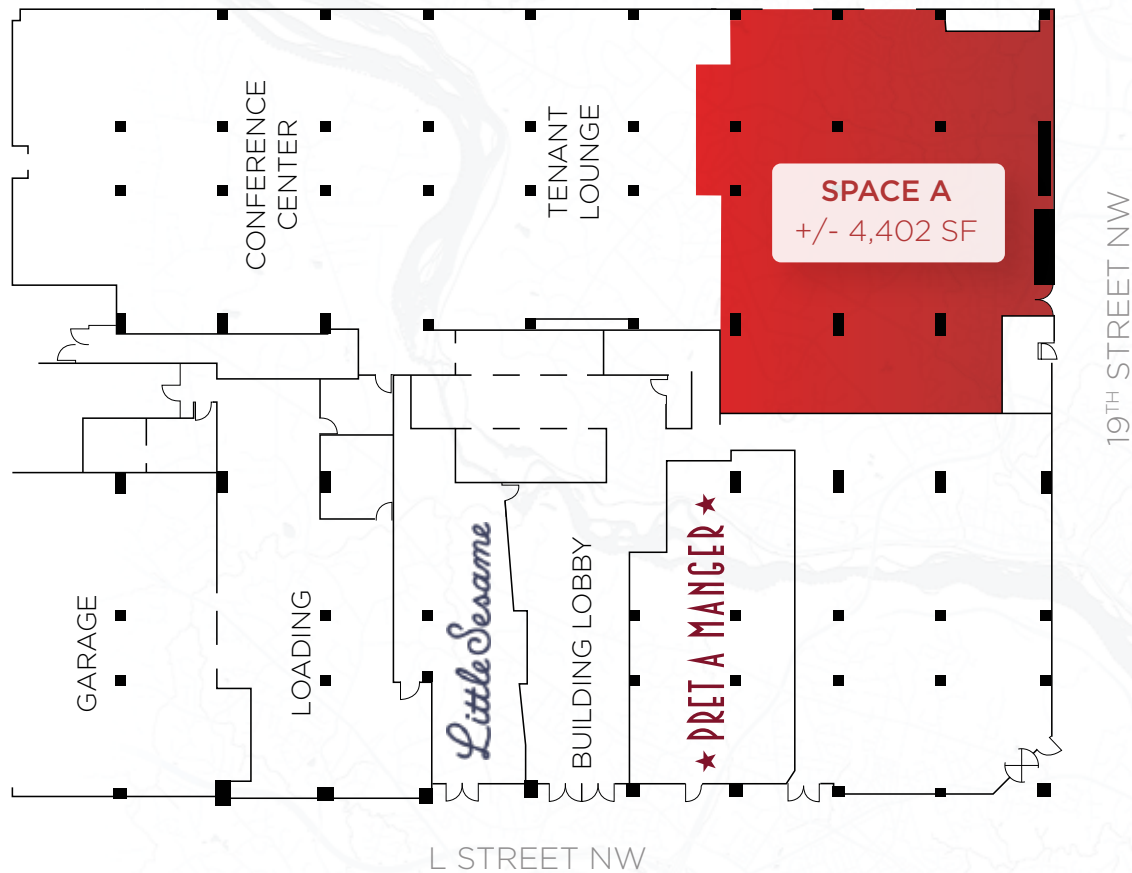 CONFERENCE
CENTER
TENANT
LOUNGE
SPACE A
+/- 4,402 SF
19TH STREET NW
GARAGE
LOADING
Little Sesame
BUILDING LOBBY
★ PRET A MANGER ★
L STREET NW